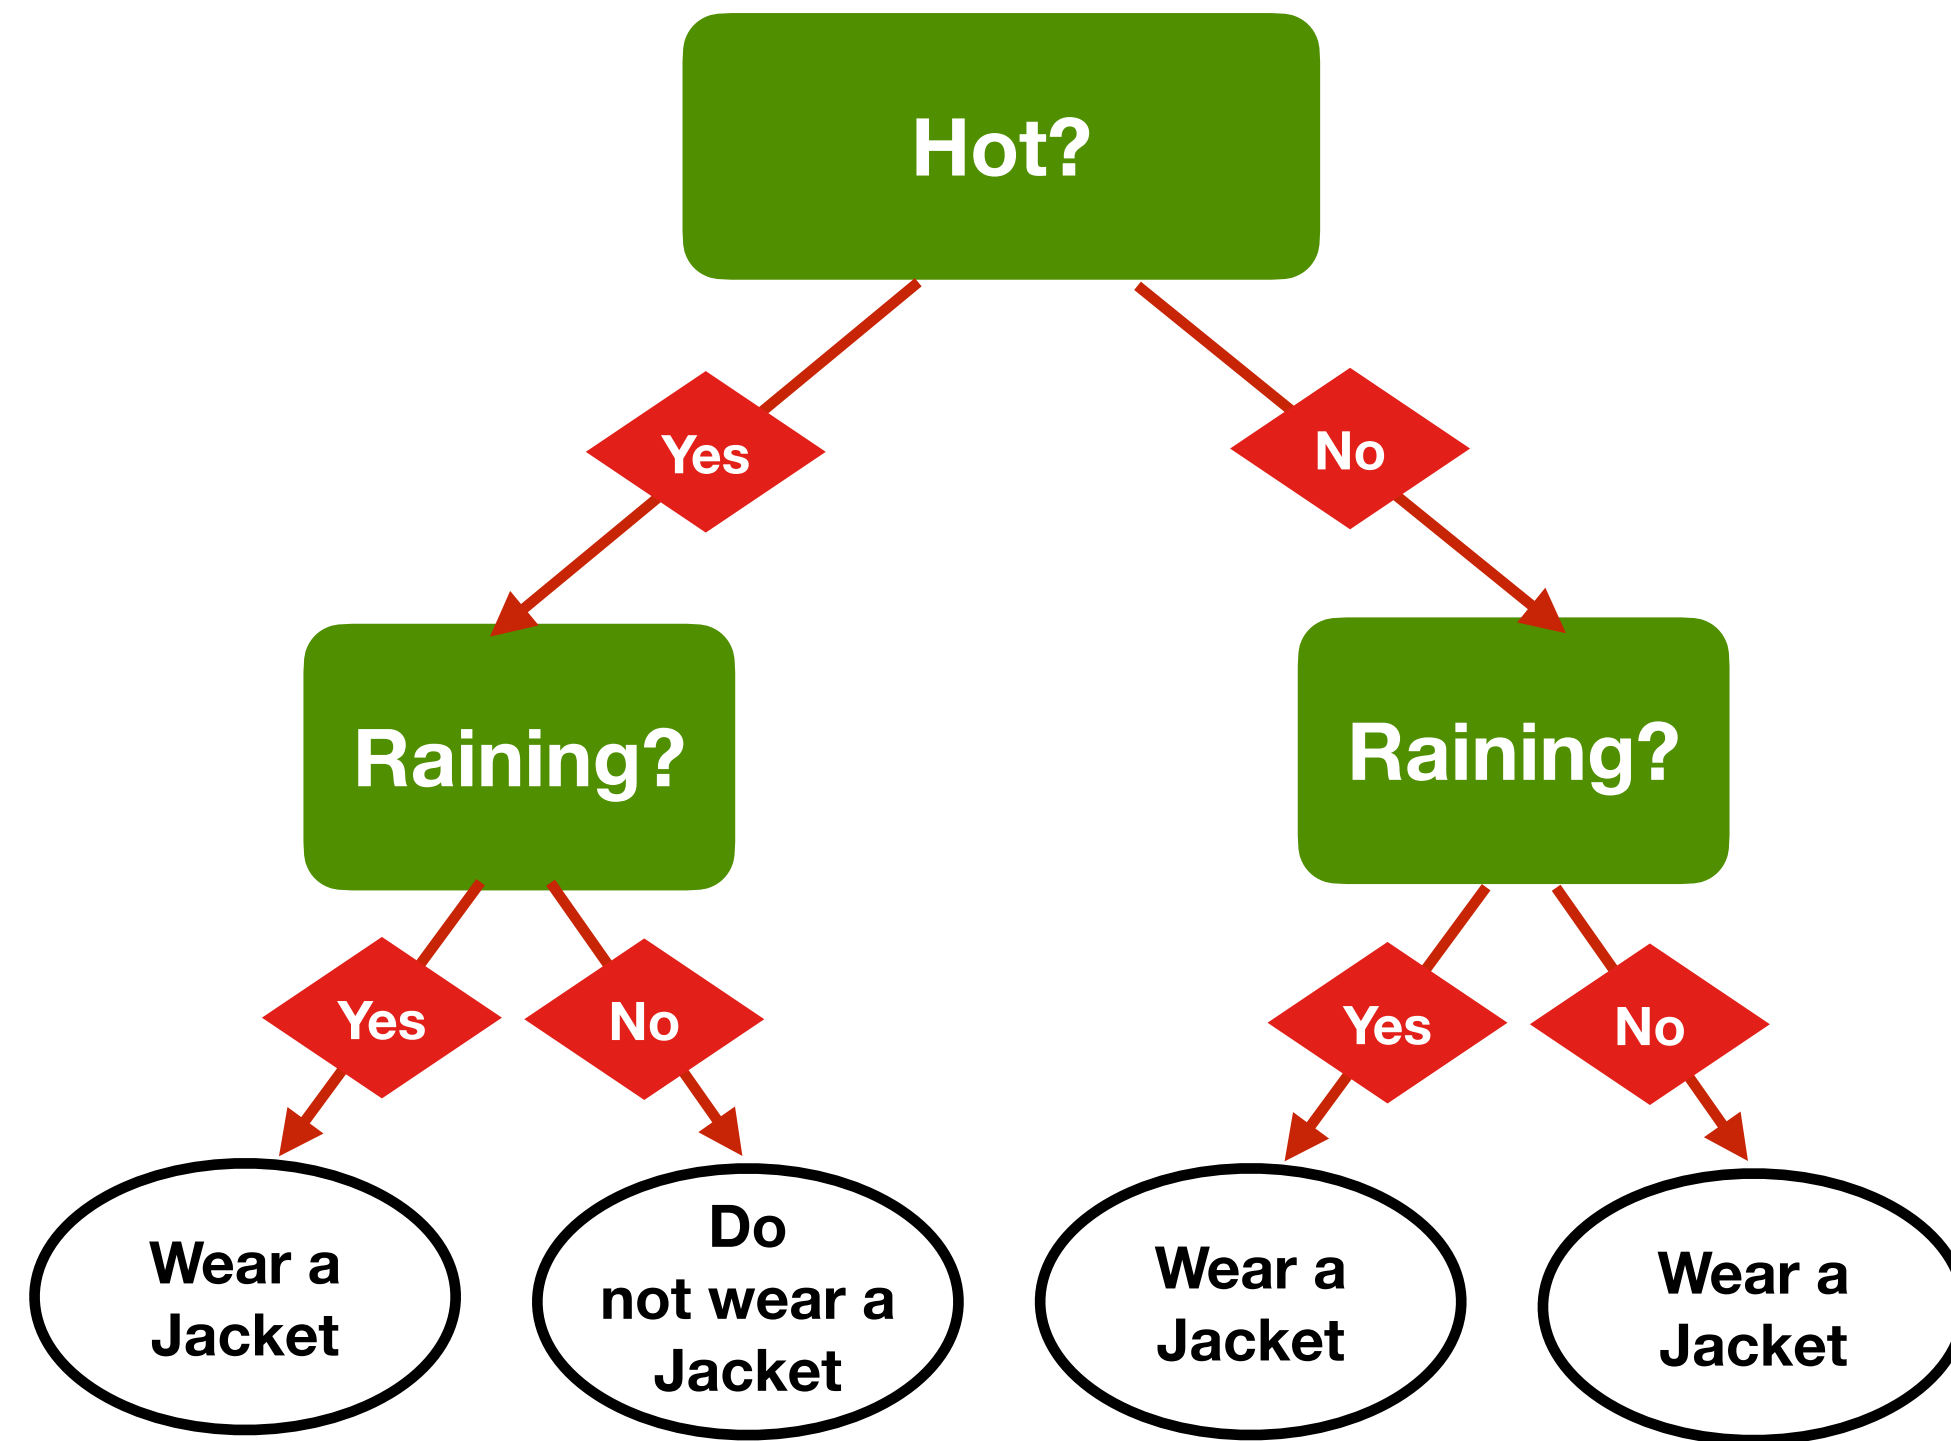 Hot?
Yes
No
Raining?
Raining?
Yes
No
Yes
No
Wear a
Jacket
Do
not wear a
Jacket
Wear a
Jacket
Wear a
Jacket